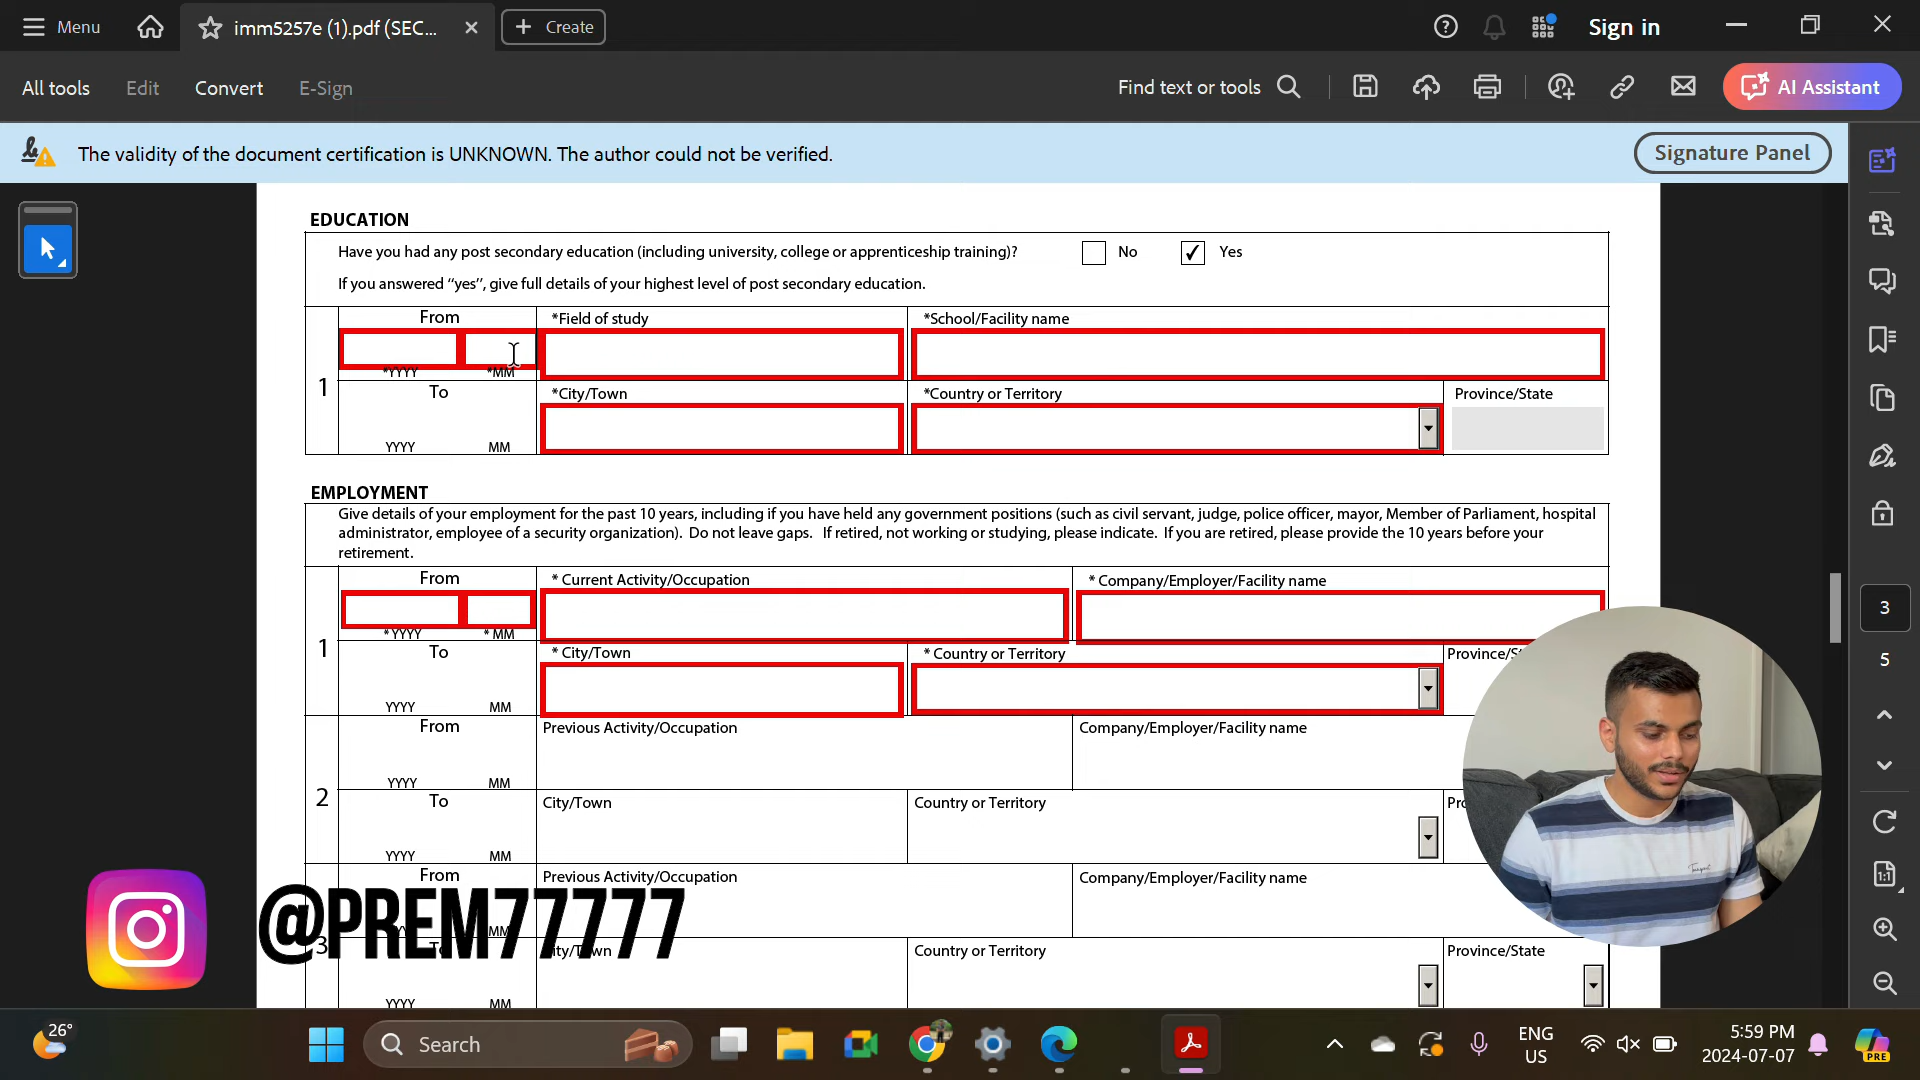 Menu
imm5257e (1).pdf (SEC...
Create
Sign in
All tools
Edit
Convert
E-Sign
Find text or tools
AI Assistant
The validity of the document certification is UNKNOWN. The author could not be verified.
Signature Panel
EDUCATION
Have you had any post secondary education (including university, college or apprenticeship training)?
No
Yes
If you answered “yes”, give full details of your highest level of post secondary education.
1
From
*YYYY
*MM
*Field of study
*School/Facility name
To
YYYY
MM
*City/Town
*Country or Territory
Province/State
EMPLOYMENT
Give details of your employment for the past 10 years, including if you have held any government positions (such as civil servant, judge, police officer, mayor, Member of Parliament, hospital
administrator, employee of a security organization). Do not leave gaps. If retired, not working or studying, please indicate. If you are retired, please provide the 10 years before your
retirement.
1
From
* YYYY
* MM
* Current Activity/Occupation
* Company/Employer/Facility name
To
YYYY
MM
* City/Town
* Country or Territory
2
From
YYYY
MM
Previous Activity/Occupation
Company/Employer/Facility name
To
YYYY
MM
City/Town
Country or Territory
3
From
Previous Activity/Occupation
Company/Employer/Facility name
YYYY
MM
Country or Territory
Province/State
@PREM77777
3
5
1:1
26°
Search
ENG
US
5:59 PM
2024-07-07
PRE